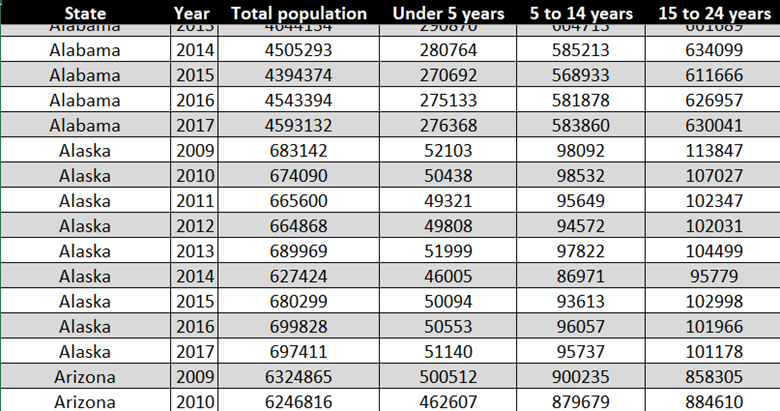 State Year Total population Under 5 years 5 to 14 years 15 to 24 years
Alabama 2013
Alabama 2014 4505293 280764 585213 634099
Alabama 2015 4394374 270692 568933 611666
Alabama 2016 4543394 275133 581878 626957
Alabama 2017 4593132 276368 583860 630041
Alaska 2009 683142 52103 98092 113847
Alaska 2010 674090 50438 98532 107027
Alaska 2011 665600 49321 95649 102347
Alaska 2012 664868 49808 94572 102031
Alaska 2013 689969 51999 97822 104499
Alaska 2014 627424 46005 86971 95779
Alaska 2015 680299 50094 93613 102998
Alaska 2016 699828 50553 96057 101966
Alaska 2017 697411 51140 95737 101178
Arizona 2009 6324865 500512 900235 858305
Arizona 2010 6246816 462607 879679 884610